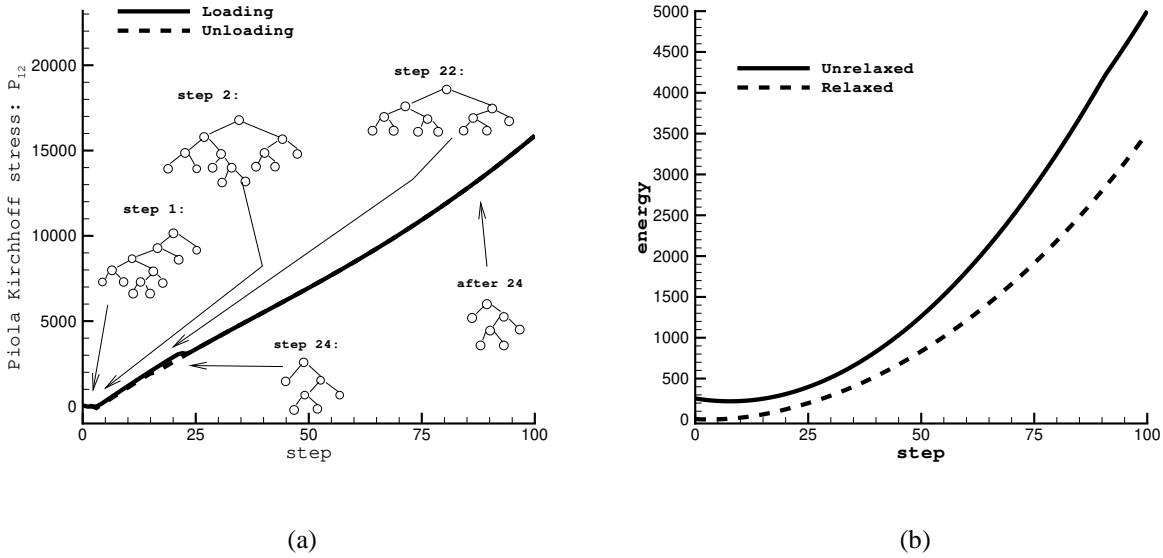 Loading
Unloading
Piola Kirchhoff stress: P12
20000
15000
10000
5000
0
step 22:
step 2:
step 1:
after 24
step 24:
0 25 50 75 100
step
(a)
5000
4500
4000
3500
3000
2500
2000
1500
1000
500
0
energy
Unrelaxed
Relaxed
0 25 50 75 100
step
(b)